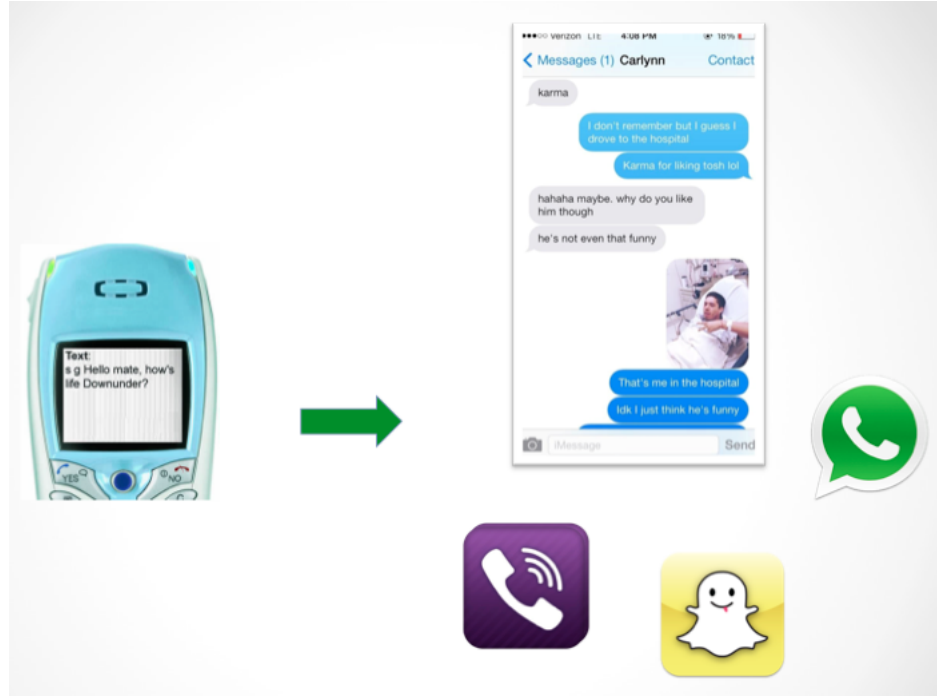 ●●●○○ Verizon LTE 4:08 PM 18%
Messages (1) Carlynn Contact
karma
I don't remember but I guess I
drove to the hospital
Karma for liking tosh lol
hahaha maybe. why do you like
him though
he's not even that funny
That's me in the hospital
Idk I just think he's funny
iMessage Send
Text:
s g Hello mate, how's
life Downunder?
YES NO